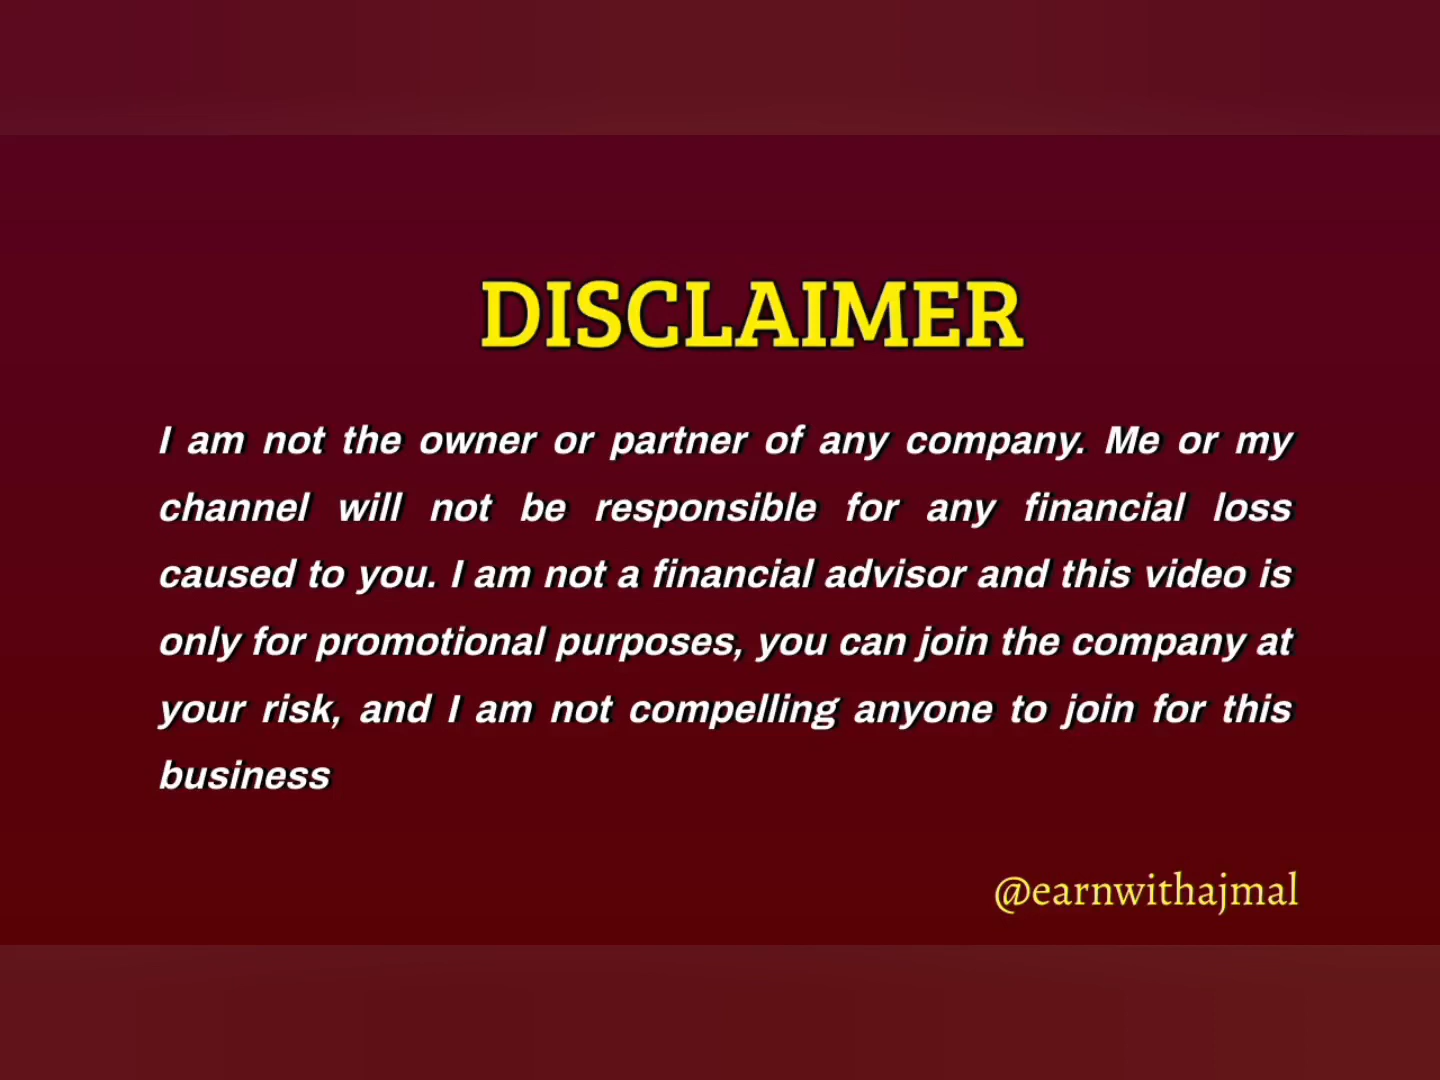 DISCLAIMER
I am not the owner or partner of any company. Me or my
channel will not be responsible for any financial loss
caused to you. I am not a financial advisor and this video is
only for promotional purposes, you can join the company at
your risk, and I am not compelling anyone to join for this
business
@earnwithajmal